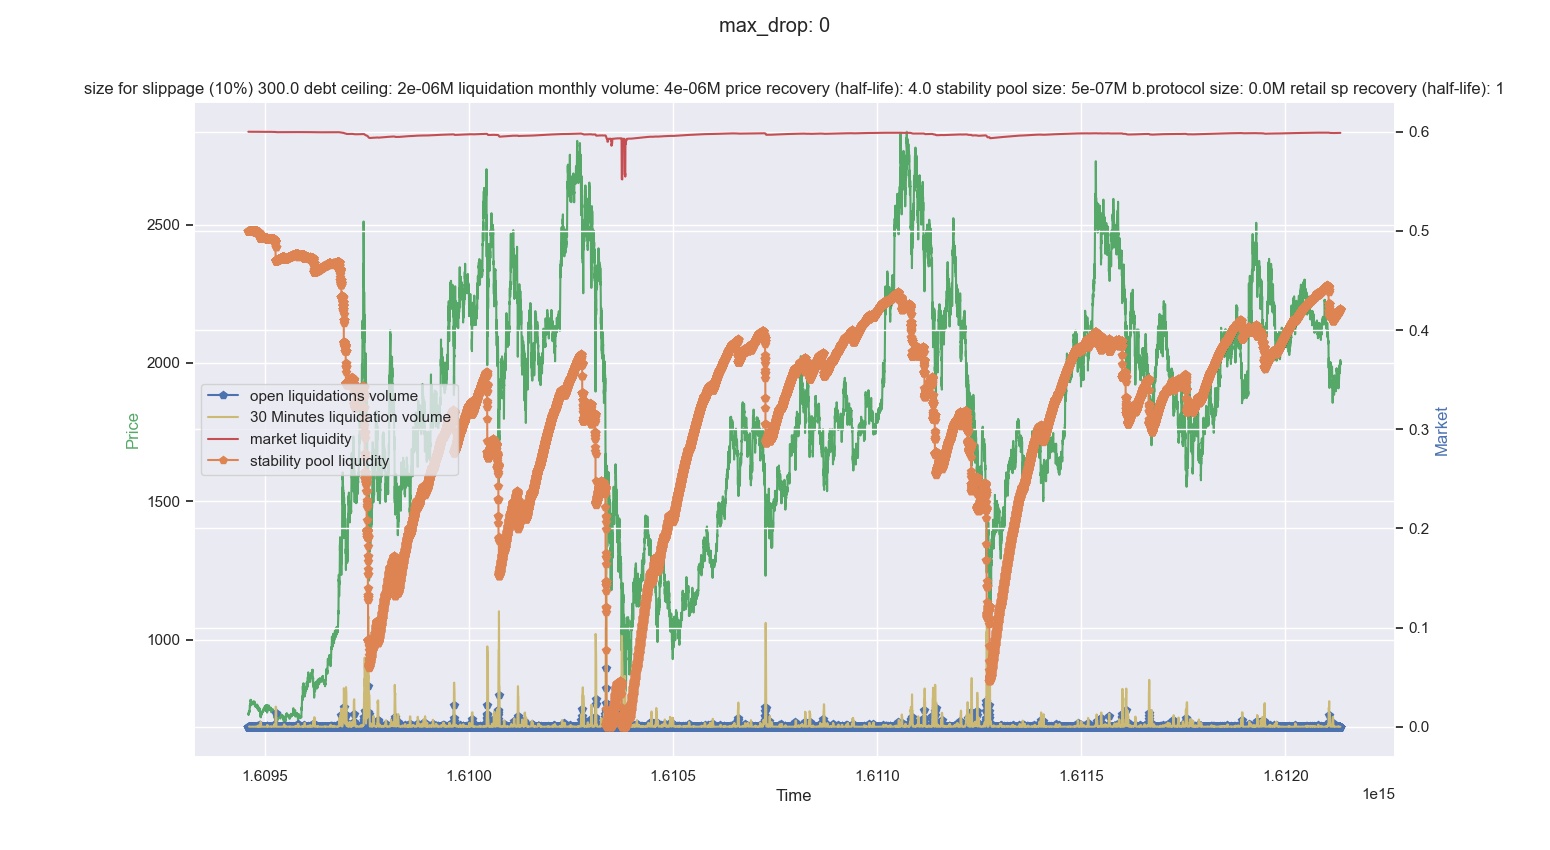 max_drop: 0
size for slippage (10%) 300.0 debt ceiling: 2e-06M liquidation monthly volume: 4e-06M price recovery (half-life): 4.0 stability pool size: 5e-07M b.protocol size: 0.0M retail sp recovery (half-life): 1
0.6
2500
0.5
2000
0.4
open liquidations volume
30 Minutes liquidation volume
market liquidity
stability pool liquidity
Price
Market
0.3
1500
0.2
1000
0.1
0.0
1.6095 1.6100 1.6105 1.6110 1.6115 1.6120
Time
1e15